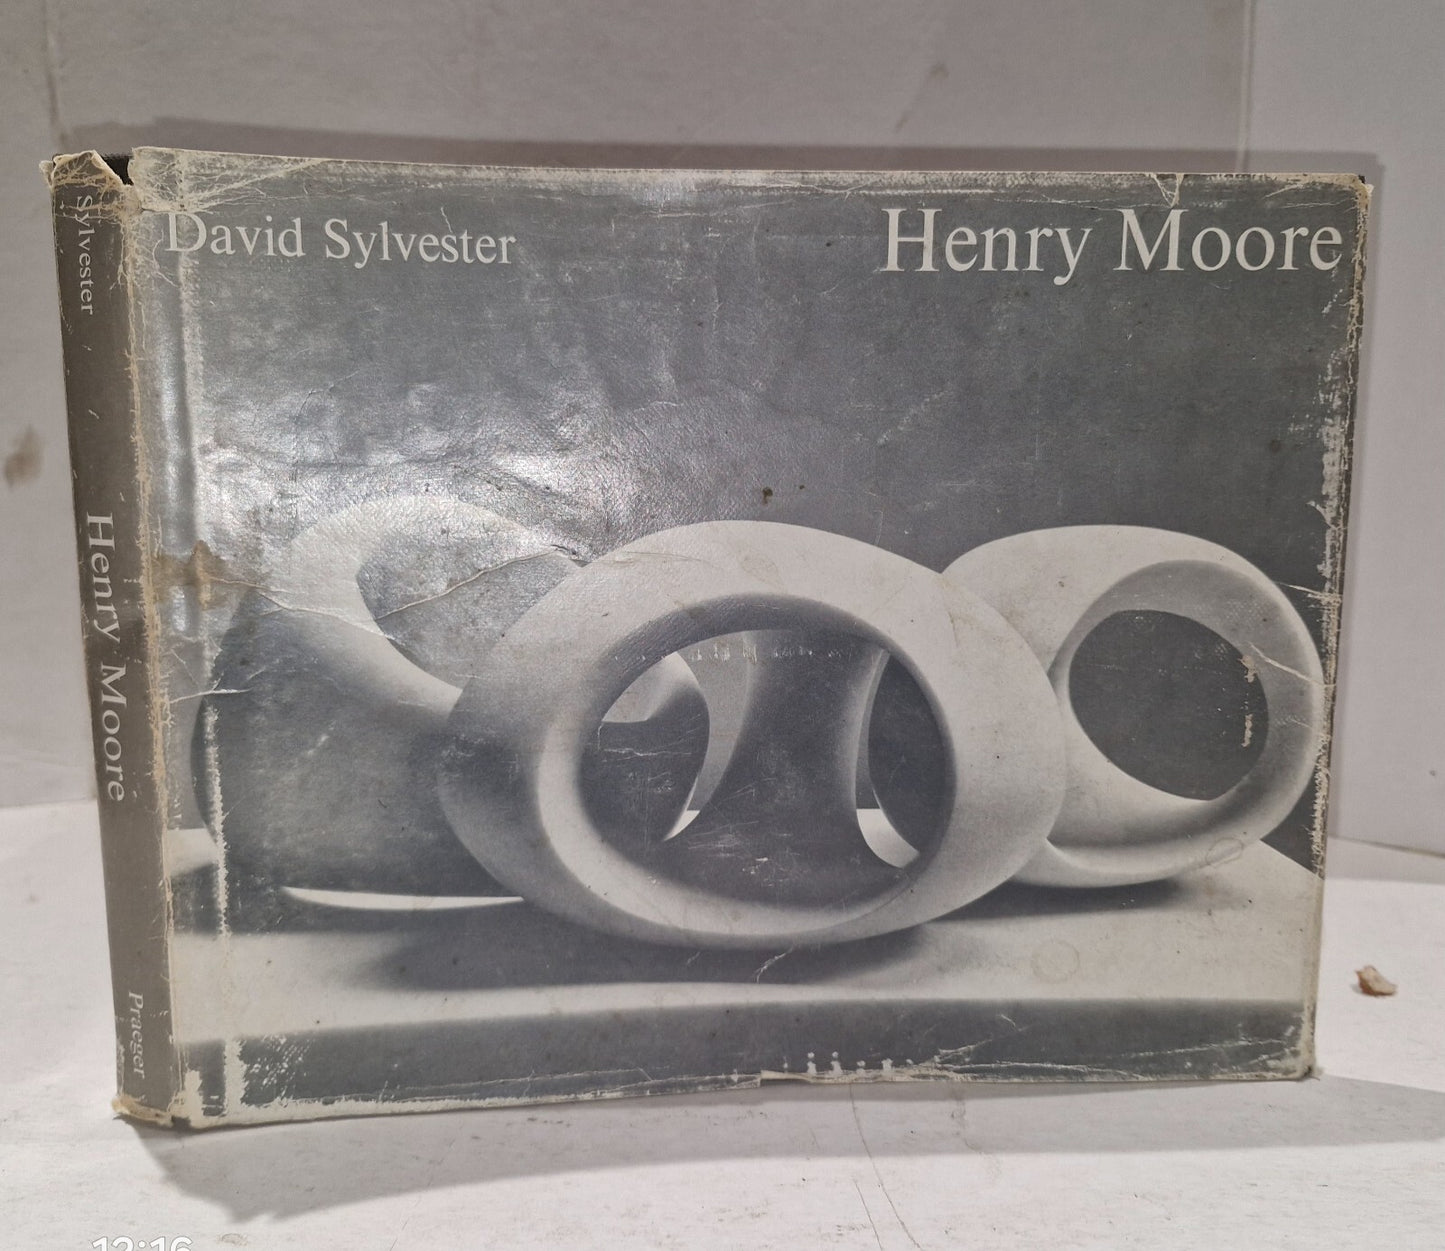 David Sylvester
Henry Moore
Sylvester
Henry Moore
Praeger
12:16